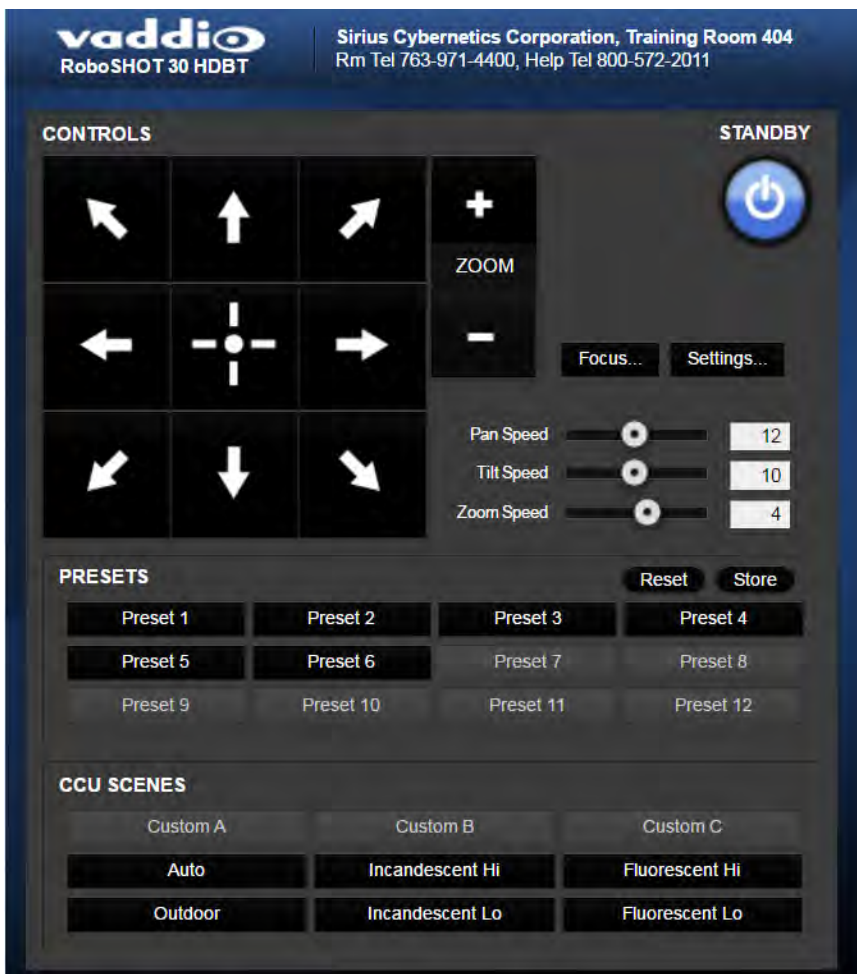 vaddio
RoboSHOT 30 HDBT
Sirius Cybernetics Corporation, Training Room 404
Rm Tel 763-971-4400, Help Tel 800-572-2011
CONTROLS
STANDBY
+
ZOOM
-
Focus...
Settings...
Pan Speed 12
Tilt Speed 10
Zoom Speed 4
PRESETS
Reset
Store
Preset 1 Preset 2 Preset 3 Preset 4
Preset 5 Preset 6 Preset 7 Preset 8
Preset 9 Preset 10 Preset 11 Preset 12
CCU SCENES
Custom A Custom B Custom C
Auto Incandescent Hi Fluorescent Hi
Outdoor Incandescent Lo Fluorescent Lo